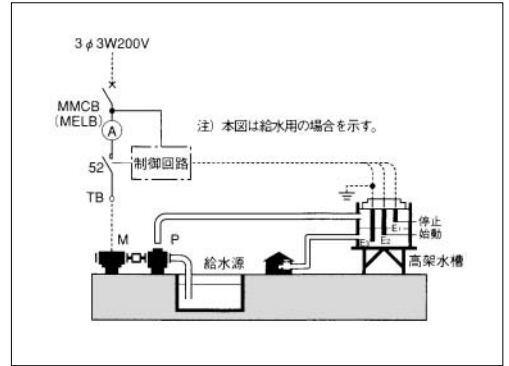 3φ3W200V
MMCB
(MELB)
A
注）本図は給水用の場合を示す。
制御回路
52
TB
M
P
給水源
E1
停止
始動
E3
E2
高架水槽